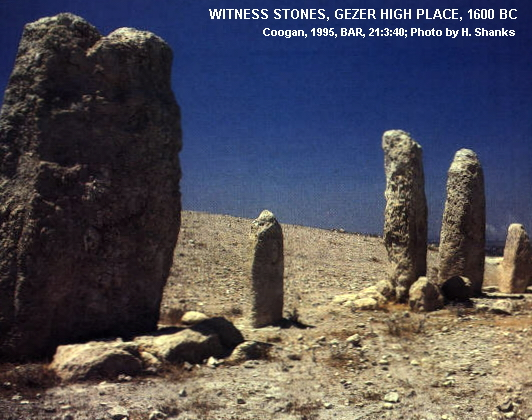 WITNESS STONES, GEZER HIGH PLACE, 1600 BC
Coogan, 1995, BAR, 21:3:40; Photo by H. Shanks